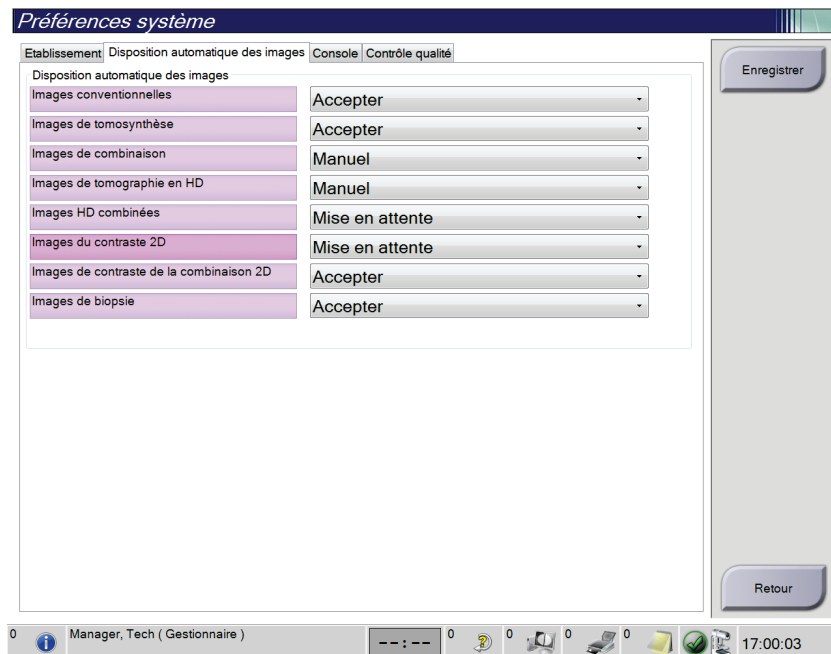 Préférences système
Etablissement Disposition automatique des images Console Contrôle qualité
Enregistrer
Disposition automatique des images
Images conventionnelles Accepter
Images de tomosynthèse Accepter
Images de combinaison Manuel
Images de tomographie en HD Manuel
Images HD combinées Mise en attente
Images du contraste 2D Mise en attente
Images de contraste de la combinaison 2D Accepter
Images de biopsie Accepter
Retour
0 Manager, Tech ( Gestionnaire ) --:-- 0 0 0 0 17:00:03